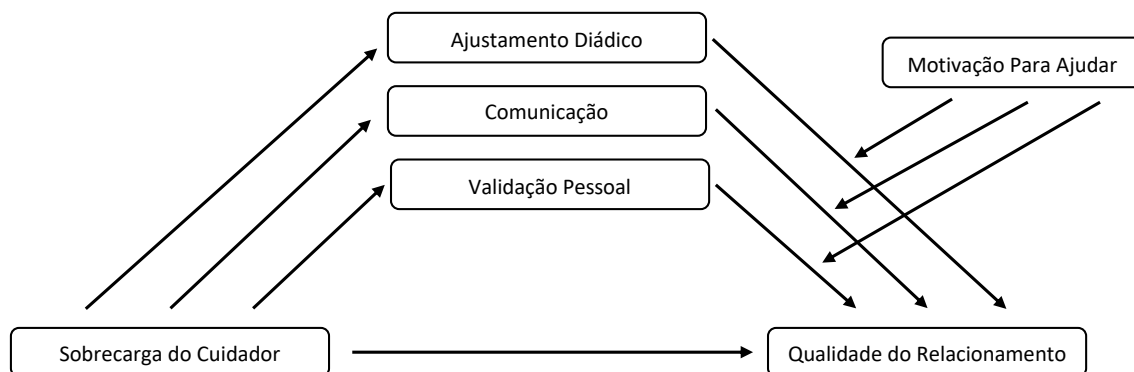 Ajustamento Diádico
Motivação Para Ajudar
Comunicação
Validação Pessoal
Sobrecarga do Cuidador
Qualidade do Relacionamento